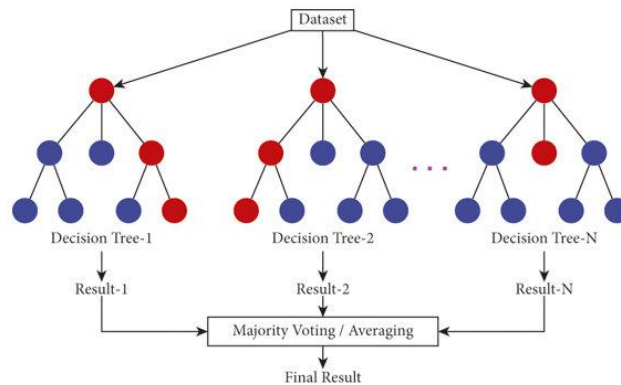 Dataset
. . .
Decision Tree-1
Decision Tree-2
Decision Tree-N
Result-1
Result-2
Result-N
Majority Voting / Averaging
Final Result